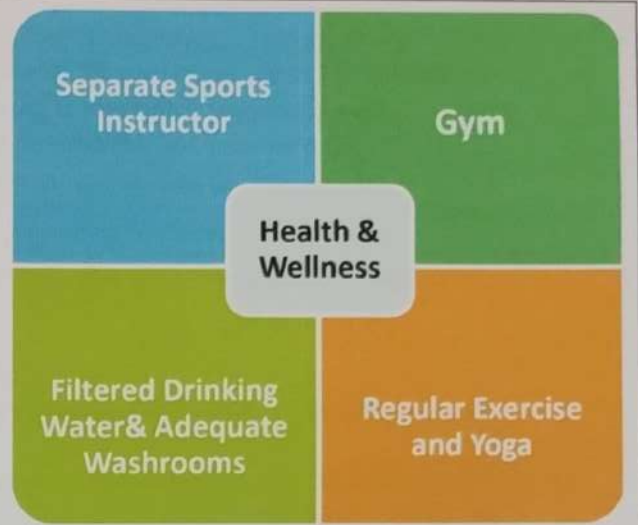 Separate Sports
Instructor
Gym
Health &
Wellness
Filtered Drinking
Water& Adequate
Washrooms
Regular Exercise
and Yoga